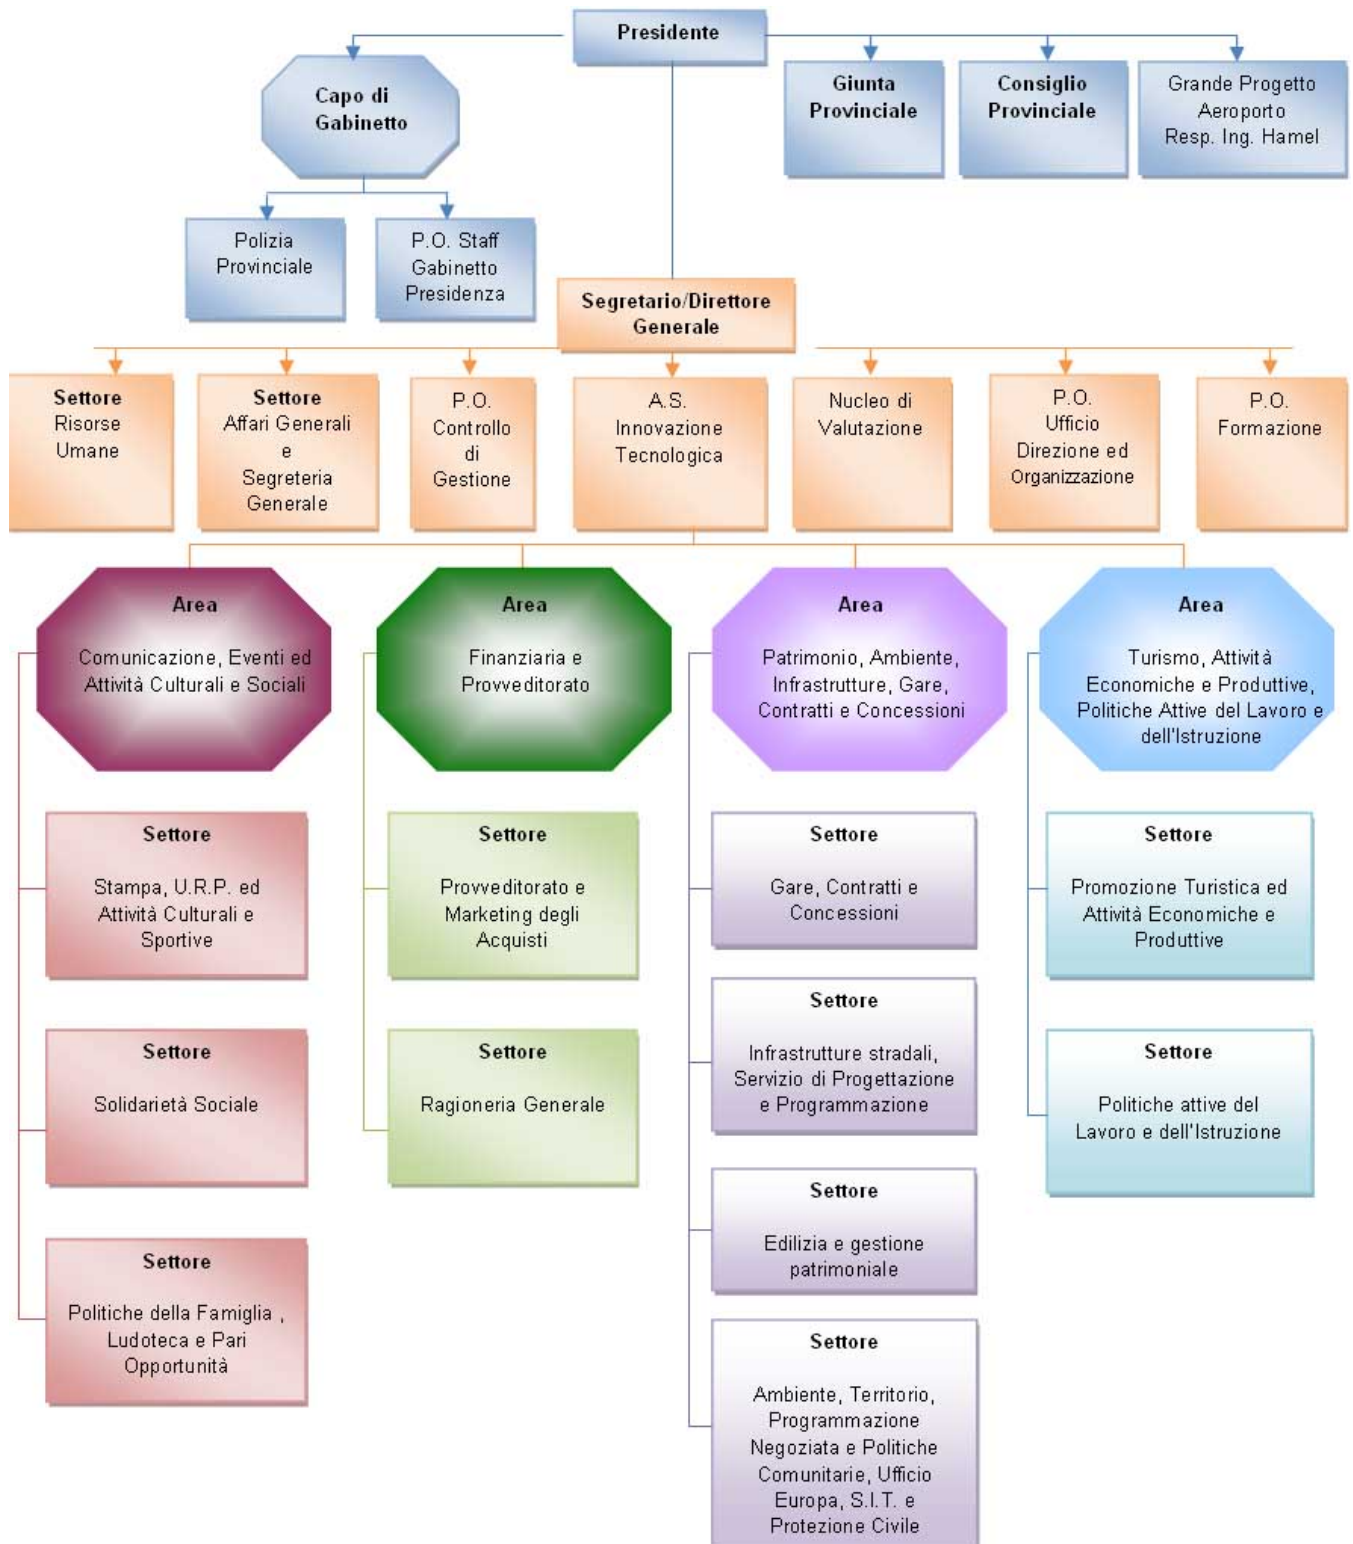 Presidente
Capo di
Gabinetto
Giunta
Provinciale
Consiglio
Provinciale
Grande Progetto
Aeroporto
Resp. Ing. Hamel
Polizia
Provinciale
P.O. Staff
Gabinetto
Presidenza
Segretario/Direttore
Generale
Settore
Risorse
Umane
Settore
Affari Generali
e
Segreteria
Generale
P.O.
Controllo
di
Gestione
A.S.
Innovazione
Tecnologica
Nucleo di
Valutazione
P.O.
Ufficio
Direzione ed
Organizzazione
P.O.
Formazione
Area
Comunicazione, Eventi ed
Attività Culturali e Sociali
Area
Finanziaria e
Provveditorato
Area
Patrimonio, Ambiente,
Infrastrutture, Gare,
Contratti e Concessioni
Area
Turismo, Attività
Economiche e Produttive,
Politiche Attive del Lavoro e
dell'Istruzione
Settore
Stampa, U.R.P. ed
Attività Culturali e
Sportive
Settore
Solidarietà Sociale
Settore
Politiche della Famiglia ,
Ludoteca e Pari
Opportunità
Settore
Provveditorato e
Marketing degli
Acquisti
Settore
Ragioneria Generale
Settore
Gare, Contratti e
Concessioni
Settore
Infrastrutture stradali,
Servizio di Progettazione
e Programmazione
Settore
Edilizia e gestione
patrimoniale
Settore
Ambiente, Territorio,
Programmazione
Negoziata e Politiche
Comunitarie, Ufficio
Europa, S.I.T. e
Protezione Civile
Settore
Promozione Turistica ed
Attività Economiche e
Produttive
Settore
Politiche attive del
Lavoro e dell'Istruzione